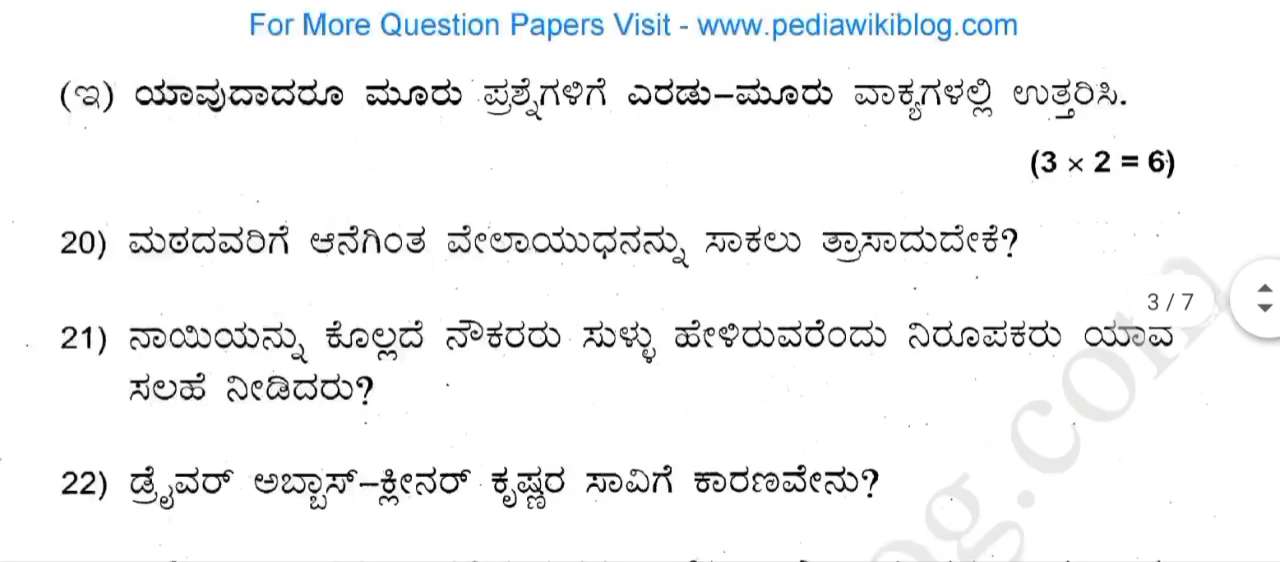 For More Question Papers Visit - www.pediawikiblog.com
(ಇ) ಯಾವುದಾದರೂ ಮೂರು ಪ್ರಶ್ನೆಗಳಿಗೆ ಎರಡು–ಮೂರು ವಾಕ್ಯಗಳಲ್ಲಿ ಉತ್ತರಿಸಿ.
(3 × 2 = 6)
20) ಮಠದವರಿಗೆ ಆನೆಗಿಂತ ವೇಲಾಯುಧನನ್ನು ಸಾಕಲು ತ್ರಾಸಾದುದೇಕೆ?
3 / 7
21) ನಾಯಿಯನ್ನು ಕೊಲ್ಲದೆ ನೌಕರರು ಸುಳ್ಳು ಹೇಳಿರುವರೆಂದು ನಿರೂಪಕರು ಯಾವ
ಸಲಹೆ ನೀಡಿದರು?
22) ಡ್ರೈವರ್ ಅಬ್ಬಾಸ್–ಕ್ಲೀನರ್ ಕೃಷ್ಣರ ಸಾವಿಗೆ ಕಾರಣವೇನು?
og.com